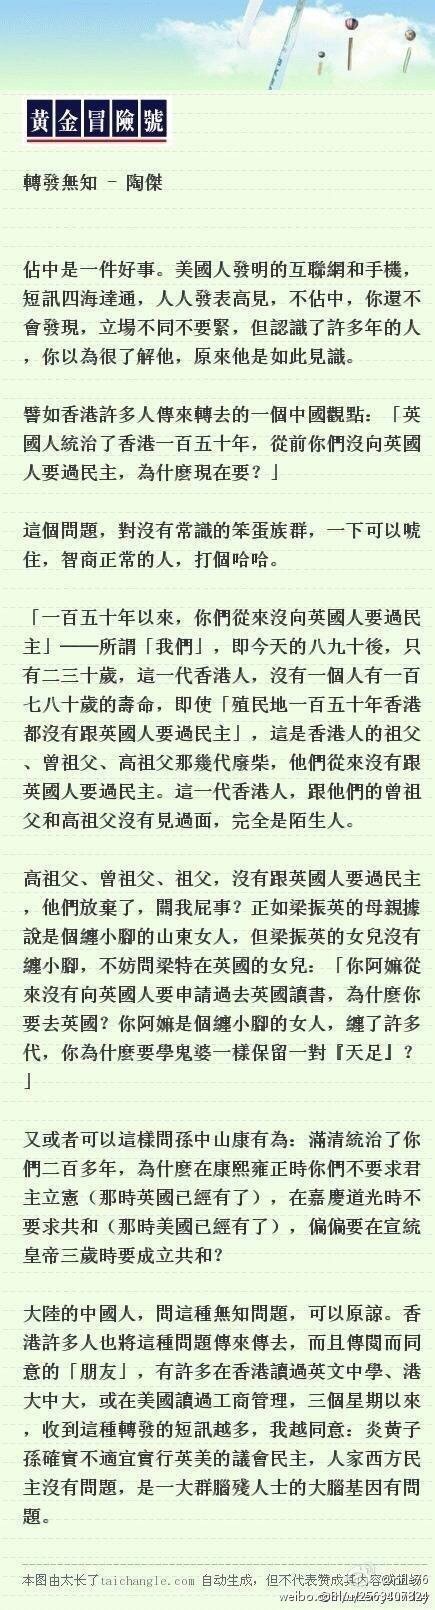 黃金冒險號
轉發無知 - 陶傑
佔中是一件好事。美國人發明的互聯網和手機，
短訊四海達通，人人發表高見，不佔中，你還不
會發現，立場不同不要緊，但認識了許多年的人
，你以為很了解他，原來他是如此見識。
譬如香港許多人傳來轉去的一個中國觀點：「英
國人統治了香港一百五十年，從前你們沒向英國
人要過民主，為什麼現在要？」
這個問題，對沒有常識的笨蛋族群，一下可以唬
住，智商正常的人，打個哈哈。
「一百五十年以來，你們從來沒向英國人要過民
主」——所謂「我們」，即今天的八九十後，只
有二三十歲，這一代香港人，沒有一個人有一百
七八十歲的壽命，即使「殖民地一百五十年香港
都沒有跟英國人要過民主」，這是香港人的祖父
、曾祖父、高祖父那幾代廢柴，他們從來沒有跟
英國人要過民主。這一代香港人，跟他們的曾祖
父和高祖父沒有見過面，完全是陌生人。
高祖父、曾祖父、祖父，沒有跟英國人要過民主
，他們放棄了，關我屁事？正如梁振英的母親據
說是個纏小腳的山東女人，但梁振英的女兒沒有
纏小腳，不妨問梁特在英國的女兒：「你阿嫲從
來沒有向英國人要申請過去英國讀書，為什麼你
要去英國？你阿嫲是個纏小腳的女人，纏了許多
代，你為什麼要學鬼婆一樣保留一對『天足』？
」
又或者可以這樣問孫中山康有為：滿清統治了你
們二百多年，為什麼在康熙雍正時你們不要求君
主立憲（那時英國已經有了），在嘉慶道光時不
要求共和（那時美國已經有了），偏偏要在宣統
皇帝三歲時要成立共和？
大陸的中國人，問這種無知問題，可以原諒。香
港許多人也將這種問題傳來傳去，而且傳閱而同
意的「朋友」，有許多在香港讀過英文中學、港
大中大，或在美國讀過工商管理，三個星期以來
，收到這種轉發的短訊越多，我越同意：炎黃子
孫確實不適宜實行英美的議會民主，人家西方民
主沒有問題，是一大群腦殘人士的大腦基因有問
題。
本图由太长了taichangle.com 自动生成，但不代表赞成其内容或立场